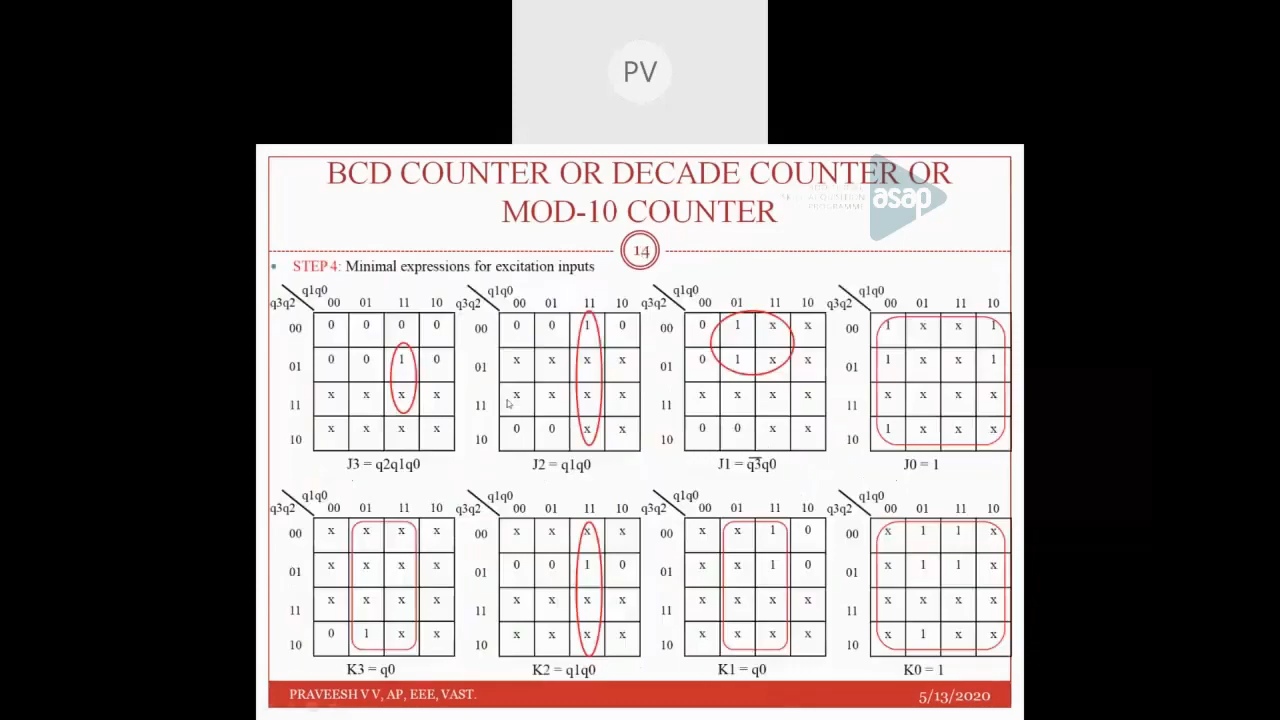 PV
BCD COUNTER OR DECADE COUNTER OR
MOD-10 COUNTER
asap
PROGRAMME
14
• STEP 4: Minimal expressions for excitation inputs
q1q0 q1q0 q1q0 q1q0
q3q2 00 01 11 10 q3q2 00 01 11 10 q3q2 00 01 11 10 q3q2 00 01 11 10
00 0 0 0 0 00 0 0 1 0 00 0 1 x x 00 1 x x 1
01 0 0 1 0 01 x x x x 01 0 1 x x 01 1 x x 1
11 x x x x 11 x x x x 11 x x x x 11 x x x x
10 x x x x 10 0 0 x x 10 0 0 x x 10 1 x x x
J3 = q2q1q0 J2 = q1q0 J1 = q̅3̅q0 J0 = 1
q1q0 q1q0 q1q0 q1q0
q3q2 00 01 11 10 q3q2 00 01 11 10 q3q2 00 01 11 10 q3q2 00 01 11 10
00 x x x x 00 x x x x 00 x x 1 0 00 x 1 1 x
01 x x x x 01 0 0 1 0 01 x x 1 0 01 x 1 1 x
11 x x x x 11 x x x x 11 x x x x 11 x x x x
10 0 1 x x 10 x x x x 10 x x x x 10 x 1 x x
K3 = q0 K2 = q1q0 K1 = q0 K0 = 1
PRAVEESH V V, AP, EEE, VAST. 5/13/2020